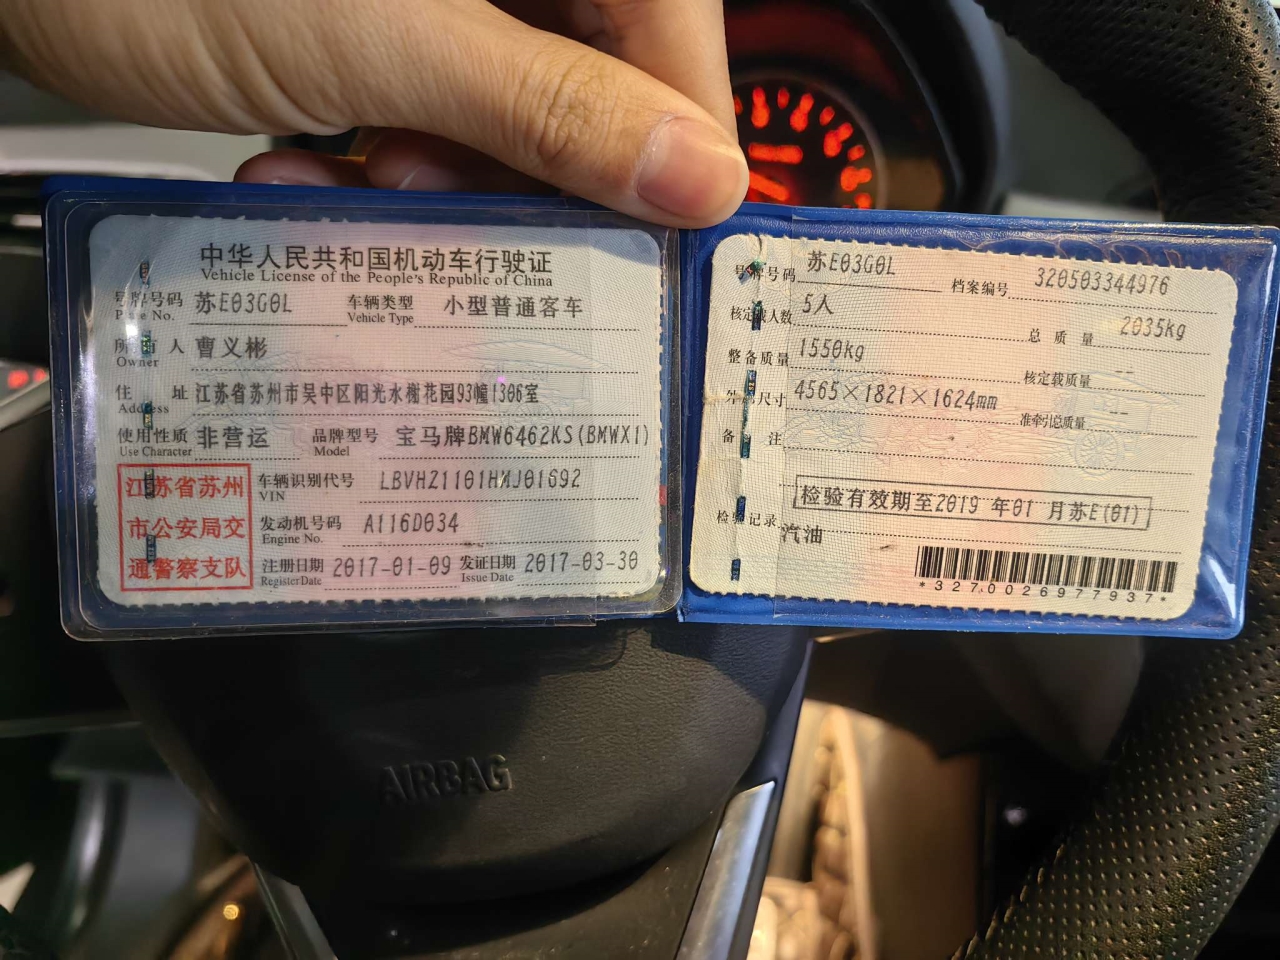 中华人民共和国机动车行驶证
Vehicle License of the People's Republic of China
号牌号码 苏E03G0L 车辆类型 小型普通客车
Plate No. Vehicle Type
所有人 曹义彬
Owner
住址 江苏省苏州市吴中区阳光水榭花园93幢1306室
Address
使用性质 非营运 品牌型号 宝马牌BMW6462KS(BMWX1)
Use Character Model
江苏省苏州
市公安局交
通警察支队
车辆识别代号 LBVHZ1101HMJ01692
VIN
发动机号码 A116D034
Engine No.
注册日期 2017-01-09 发证日期 2017-03-30
Register Date Issue Date
号牌号码 苏E03G0L 档案编号 320503344976
核定载人数 5人 总质量 2035kg
整备质量 1550kg 核定载质量 --
外廓尺寸 4565×1821×1624mm 准牵引总质量 --
备注
检验有效期至2019 年01 月苏E(01)
检验记录 汽油
*3270026977937*
AIRBAG